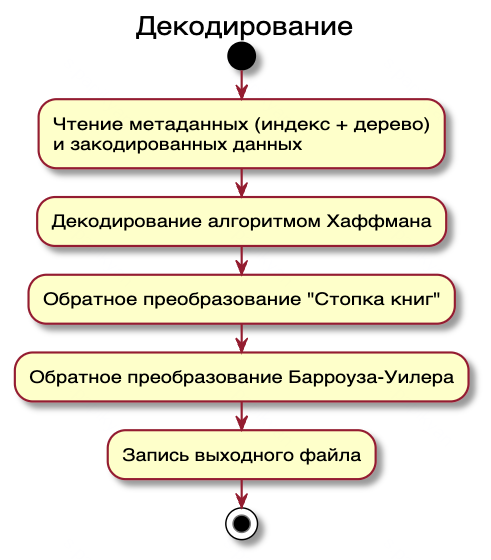 Декодирование
Чтение метаданных (индекс + дерево)
и закодированных данных
Декодирование алгоритмом Хаффмана
Обратное преобразование "Стопка книг"
Обратное преобразование Барроуза-Уилера
Запись выходного файла